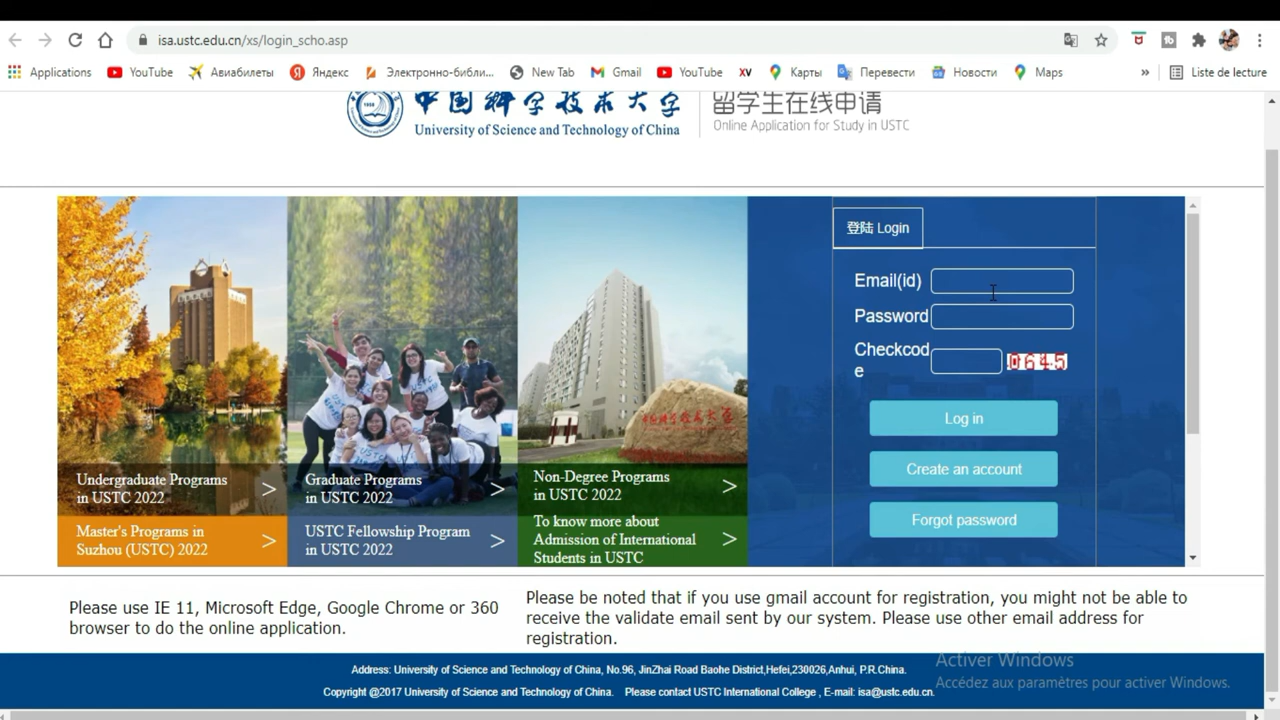 isa.ustc.edu.cn/xs/login_scho.asp
Applications YouTube Авиабилеты Яндекс Электронно-библи... New Tab Gmail YouTube XV Карты Перевести Новости Maps » Liste de lecture
中国科学技术大学 留学生在线申请
University of Science and Technology of China Online Application for Study in USTC
登陆 Login
Email(id)
Password
Checkcod
e
0645
Log in
Create an account
Forgot password
Undergraduate Programs
in USTC 2022 >
Graduate Programs
in USTC 2022 >
Non-Degree Programs
in USTC 2022 >
Master's Programs in
Suzhou (USTC) 2022 >
USTC Fellowship Program
in USTC 2022 >
To know more about
Admission of International
Students in USTC >
Please use IE 11, Microsoft Edge, Google Chrome or 360
browser to do the online application.
Please be noted that if you use gmail account for registration, you might not be able to
receive the validate email sent by our system. Please use other email address for
registration.
Activer Windows
Accédez aux paramètres pour activer Windows.
Address: University of Science and Technology of China, No.96, JinZhai Road Baohe District,Hefei,230026,Anhui, P.R.China.
Copyright @2017 University of Science and Technology of China. Please contact USTC International College , E-mail: isa@ustc.edu.cn.